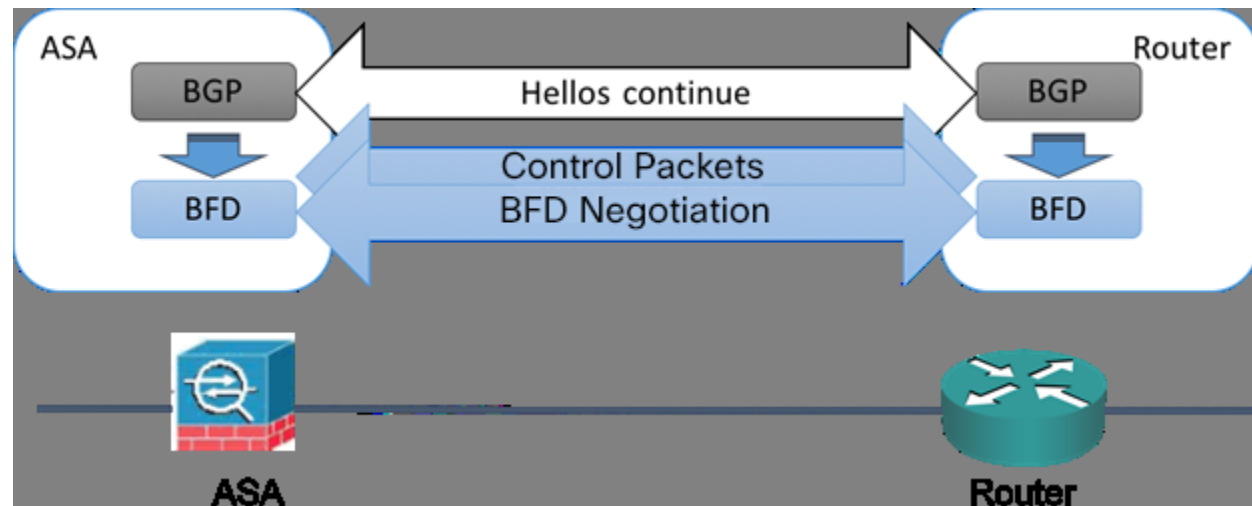 ASA
Router
BGP
Hellos continue
BGP
Control Packets
BFD
BFD Negotiation
BFD
ASA
Router